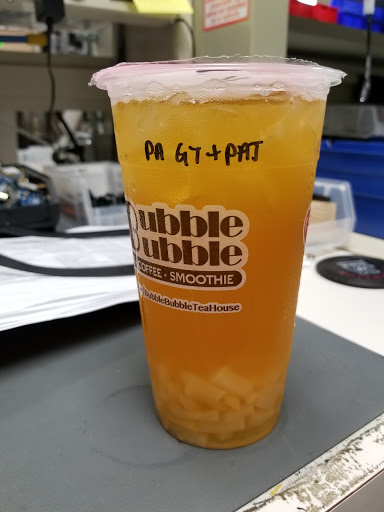 PA GT + PAJ
Bubble
Bubble
COFFEE • SMOOTHIE
BubbleBubbleTeaHouse